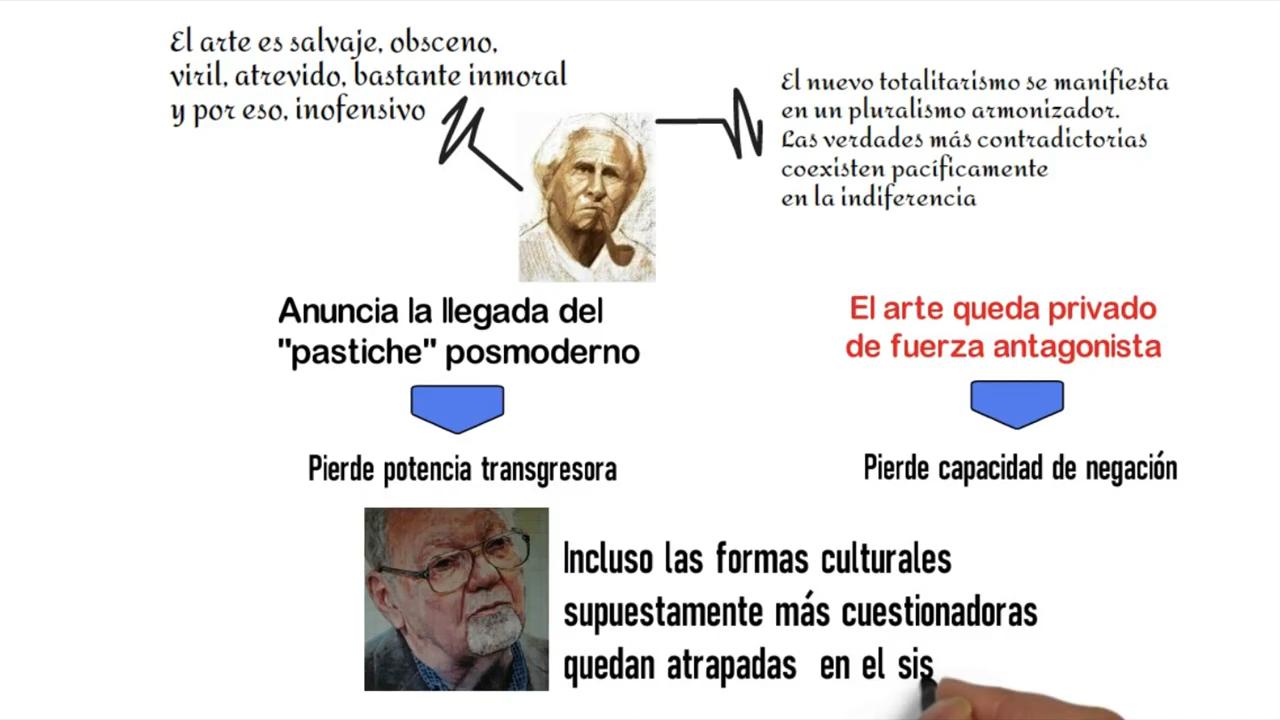 El arte es salvaje, obsceno,
viril, atrevido, bastante inmoral
y por eso, inofensivo
El nuevo totalitarismo se manifiesta
en un pluralismo armonizador.
Las verdades más contradictorias
coexisten pacíficamente
en la indiferencia
Anuncia la llegada del
"pastiche" posmoderno
El arte queda privado
de fuerza antagonista
Pierde potencia transgresora
Pierde capacidad de negación
Incluso las formas culturales
supuestamente más cuestionadoras
quedan atrapadas en el sis